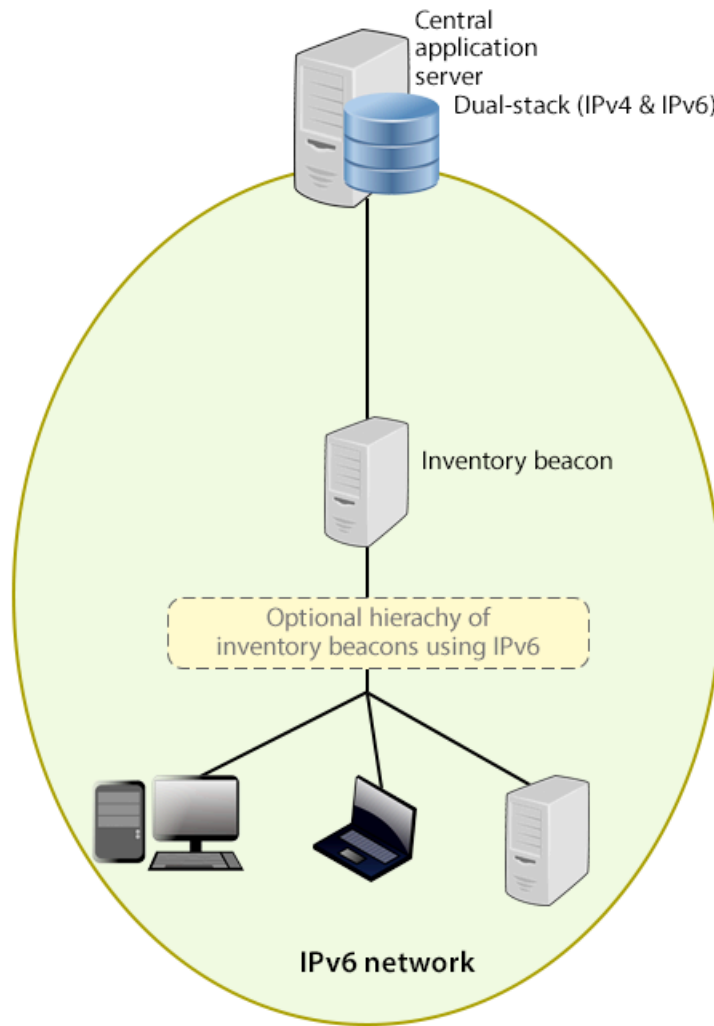 Central
application
server
Dual-stack (IPv4 & IPv6)
Inventory beacon
Optional hierachy of
inventory beacons using IPv6
IPv6 network